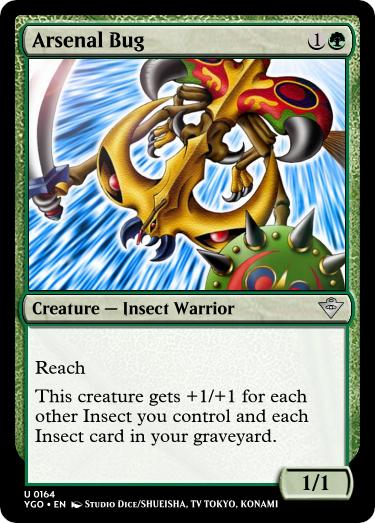 Arsenal Bug 1
Creature — Insect Warrior
Reach
This creature gets +1/+1 for each
other Insect you control and each
Insect card in your graveyard.
1/1
U 0164
YGO • EN Studio Dice/SHUEISHA, TV TOKYO, KONAMI